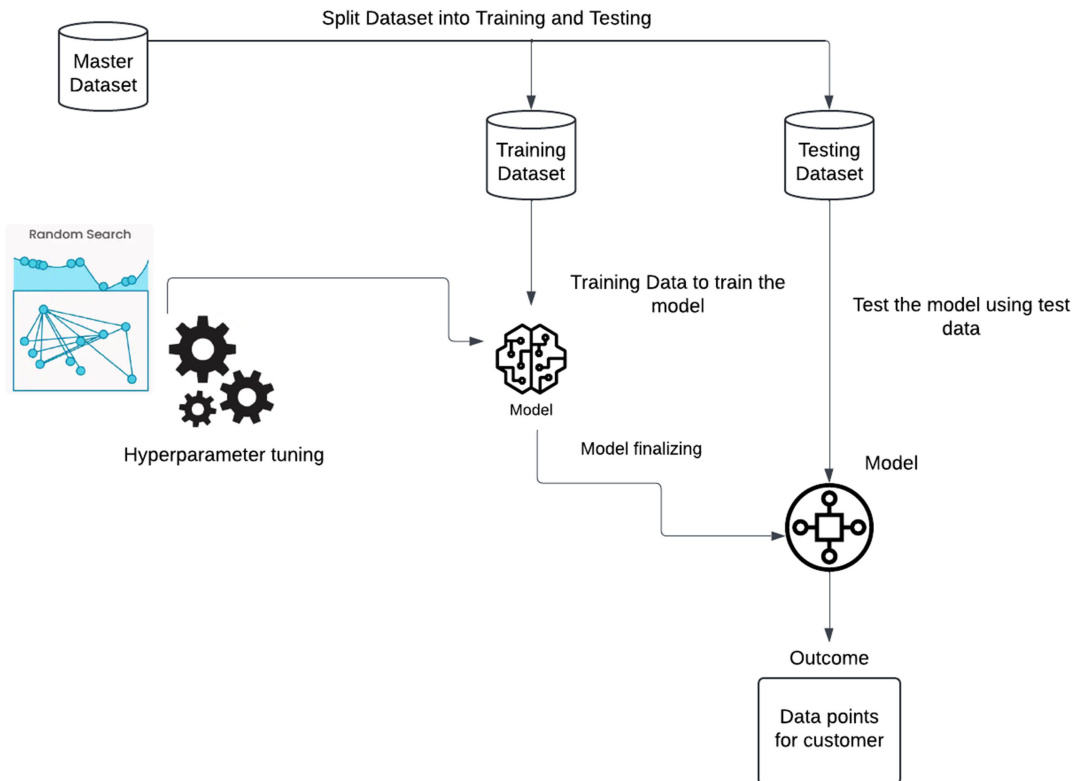 Split Dataset into Training and Testing
Master
Dataset
Training
Dataset
Testing
Dataset
Random Search
Training Data to train the
model
Test the model using test
data
Model
Hyperparameter tuning
Model finalizing
Model
Outcome
Data points
for customer